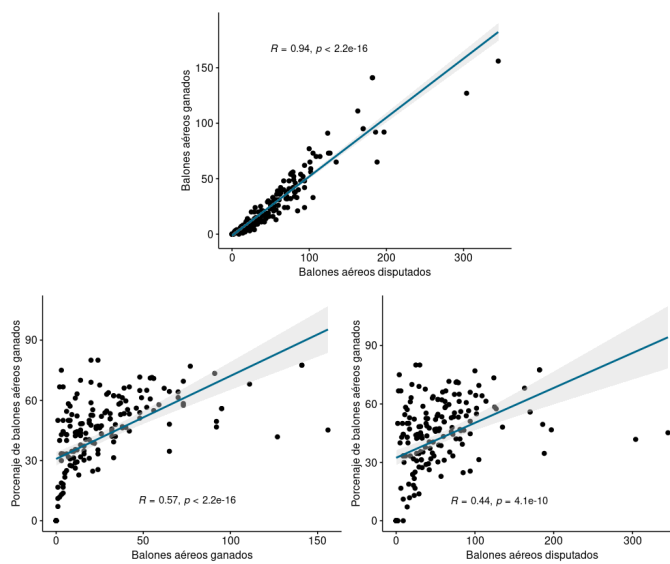 R = 0.94, p < 2.2e-16
Balones aéreos ganados
150
100
50
0
0 100 200 300
Balones aéreos disputados
Porcenaje de balones aéreos ganados
90
60
30
0
R = 0.57, p < 2.2e-16
0 50 100 150
Balones aéreos ganados
Porcenaje de balones aéreos ganados
90
60
30
0
R = 0.44, p = 4.1e-10
0 100 200 300
Balones aéreos disputados